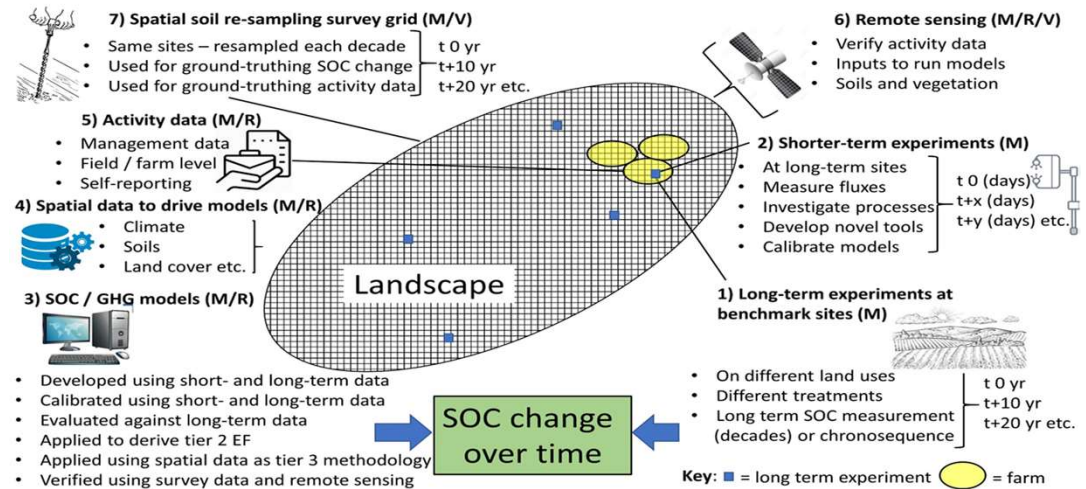 7) Spatial soil re-sampling survey grid (M/V)
• Same sites – resampled each decade
• Used for ground-truthing SOC change
• Used for ground-truthing activity data
t 0 yr
t+10 yr
t+20 yr etc.
6) Remote sensing (M/R/V)
• Verify activity data
• Inputs to run models
• Soils and vegetation
5) Activity data (M/R)
• Management data
• Field / farm level
• Self-reporting
2) Shorter-term experiments (M)
• At long-term sites
• Measure fluxes
• Investigate processes
• Develop novel tools
• Calibrate models
t 0 (days)
t+x (days)
t+y (days) etc.
4) Spatial data to drive models (M/R)
• Climate
• Soils
• Land cover etc.
Landscape
3) SOC / GHG models (M/R)
• Developed using short- and long-term data
• Calibrated using short- and long-term data
• Evaluated against long-term data
• Applied to derive tier 2 EF
• Applied using spatial data as tier 3 methodology
• Verified using survey data and remote sensing
SOC change
over time
1) Long-term experiments at
benchmark sites (M)
• On different land uses
• Different treatments
• Long term SOC measurement
(decades) or chronosequence
t 0 yr
t+10 yr
t+20 yr etc.
Key: = long term experiment = farm